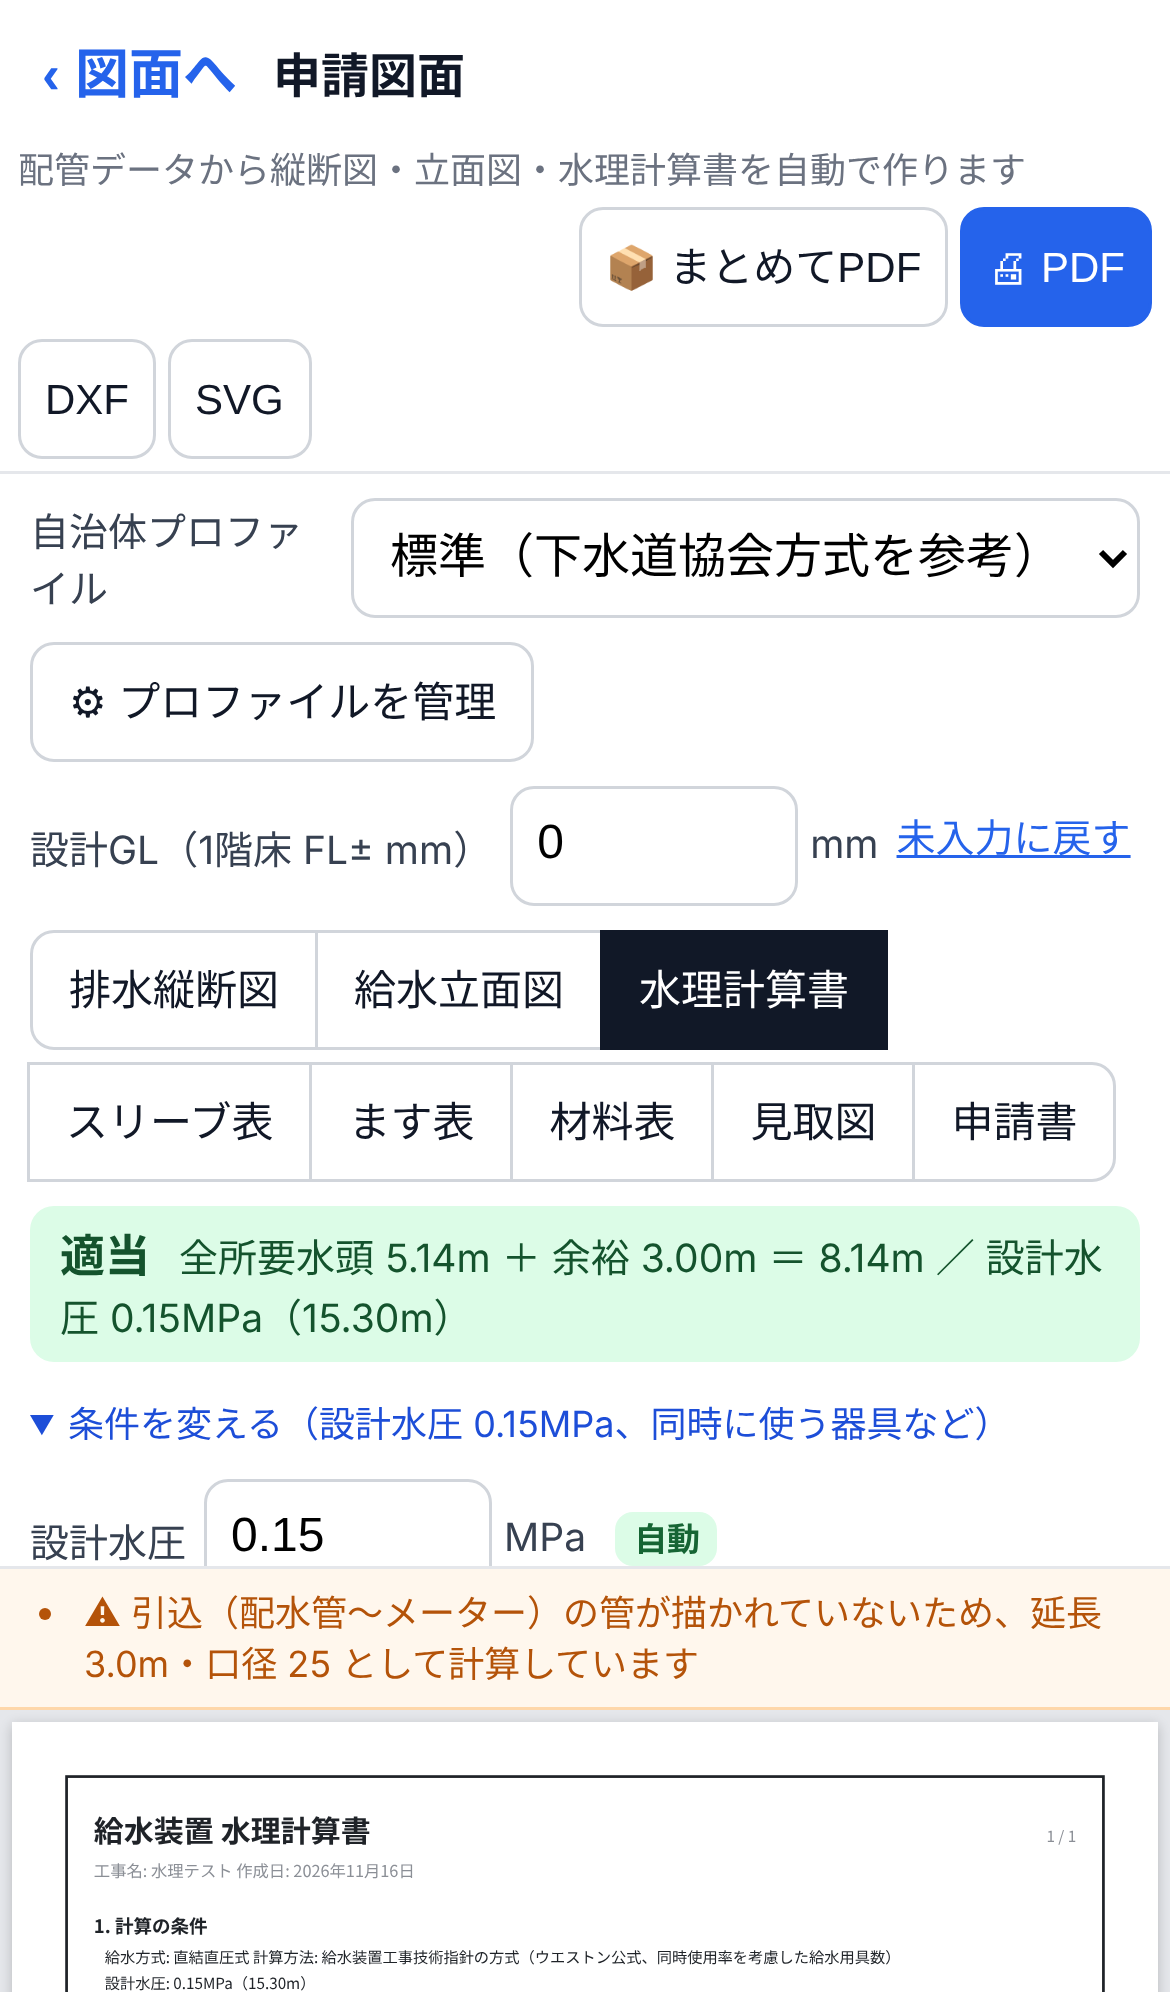 ‹ 図面へ 申請図面
配管データから縦断図・立面図・水理計算書を自動で作ります
📦 まとめてPDF 🖨 PDF
DXF SVG
自治体プロファイル 標準（下水道協会方式を参考）
⚙ プロファイルを管理
設計GL（1階床 FL± mm） 0 mm 未入力に戻す
排水縦断図 給水立面図 水理計算書
スリーブ表 ます表 材料表 見取図 申請書
適当 全所要水頭 5.14m ＋ 余裕 3.00m ＝ 8.14m ／ 設計水
圧 0.15MPa（15.30m）
▼ 条件を変える（設計水圧 0.15MPa、同時に使う器具など）
設計水圧 0.15 MPa 自動
• ⚠ 引込（配水管〜メーター）の管が描かれていないため、延長
3.0m・口径 25 として計算しています
給水装置 水理計算書 1 / 1
工事名: 水理テスト 作成日: 2026年11月16日
1. 計算の条件
給水方式: 直結直圧式 計算方法: 給水装置工事技術指針の方式（ウエストン公式、同時使用率を考慮した給水用具数）
設計水圧: 0.15MPa（15.30m）